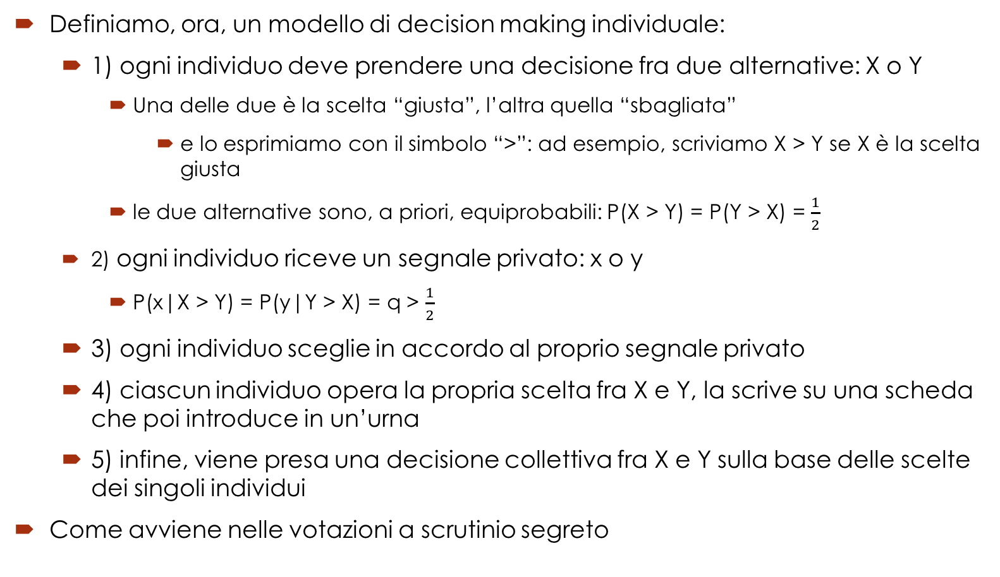 Definiamo, ora, un modello di decision making individuale:
1) ogni individuo deve prendere una decisione fra due alternative: X o Y
Una delle due è la scelta “giusta”, l’altra quella “sbagliata”
e lo esprimiamo con il simbolo “>”: ad esempio, scriviamo X > Y se X è la scelta
giusta
le due alternative sono, a priori, equiprobabili: P(X > Y) = P(Y > X) = 1/2
2) ogni individuo riceve un segnale privato: x o y
P(x|X > Y) = P(y|Y > X) = q > 1/2
3) ogni individuo sceglie in accordo al proprio segnale privato
4) ciascun individuo opera la propria scelta fra X e Y, la scrive su una scheda
che poi introduce in un’urna
5) infine, viene presa una decisione collettiva fra X e Y sulla base delle scelte
dei singoli individui
Come avviene nelle votazioni a scrutinio segreto